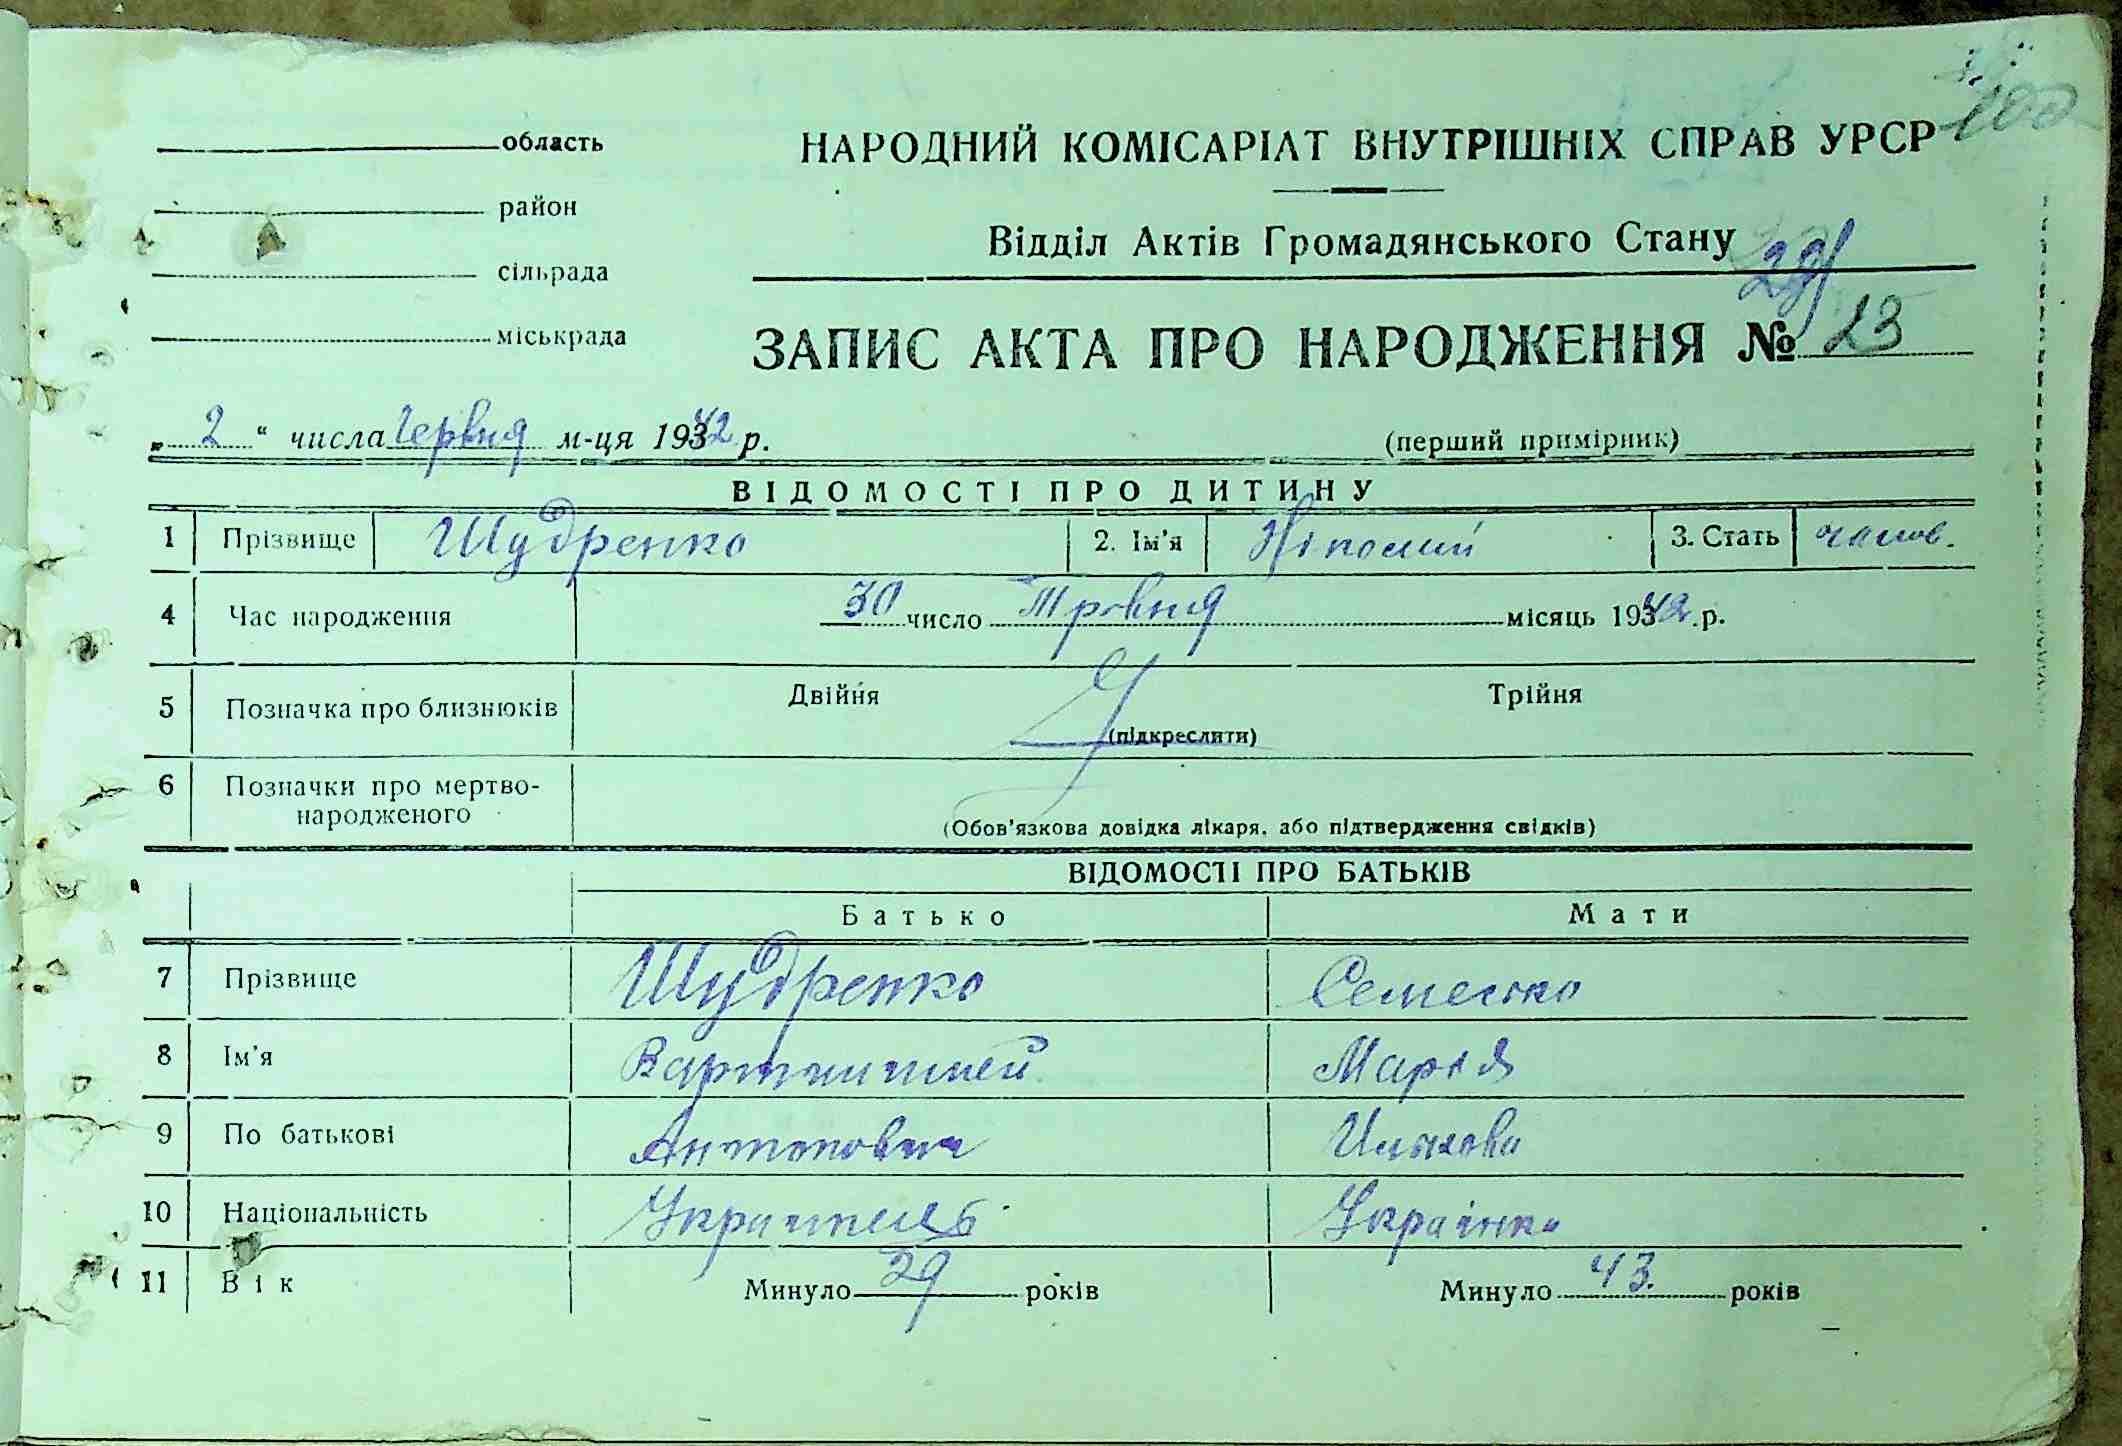 100
область НАРОДНИЙ КОМІСАРІАТ ВНУТРІШНІХ СПРАВ УРСР
район
Відділ Актів Громадянського Стану
сільрада
29
міськрада
ЗАПИС АКТА ПРО НАРОДЖЕННЯ № 23
„ 2 “ числа Червня м-ця 1942 р. (перший примірник)
ВІДОМОСТІ ПРО ДИТИНУ
1 Прізвище Шудренко 2. Ім'я 3. Стать
4 Час народження 30 число Травня місяць 1942 р.
5 Позначка про близнюків Двійня Трійня
(підкреслити)
6 Позначки про мертво-
народженого
(Обов'язкова довідка лікаря, або підтвердження свідків)
ВІДОМОСТІ ПРО БАТЬКІВ
Батько Мати
7 Прізвище Шудренко Семенко
8 Ім'я Марія
9 По батькові Антонович
10 Національність Українець Українка
11 Вік Минуло 39 років Минуло 43. років